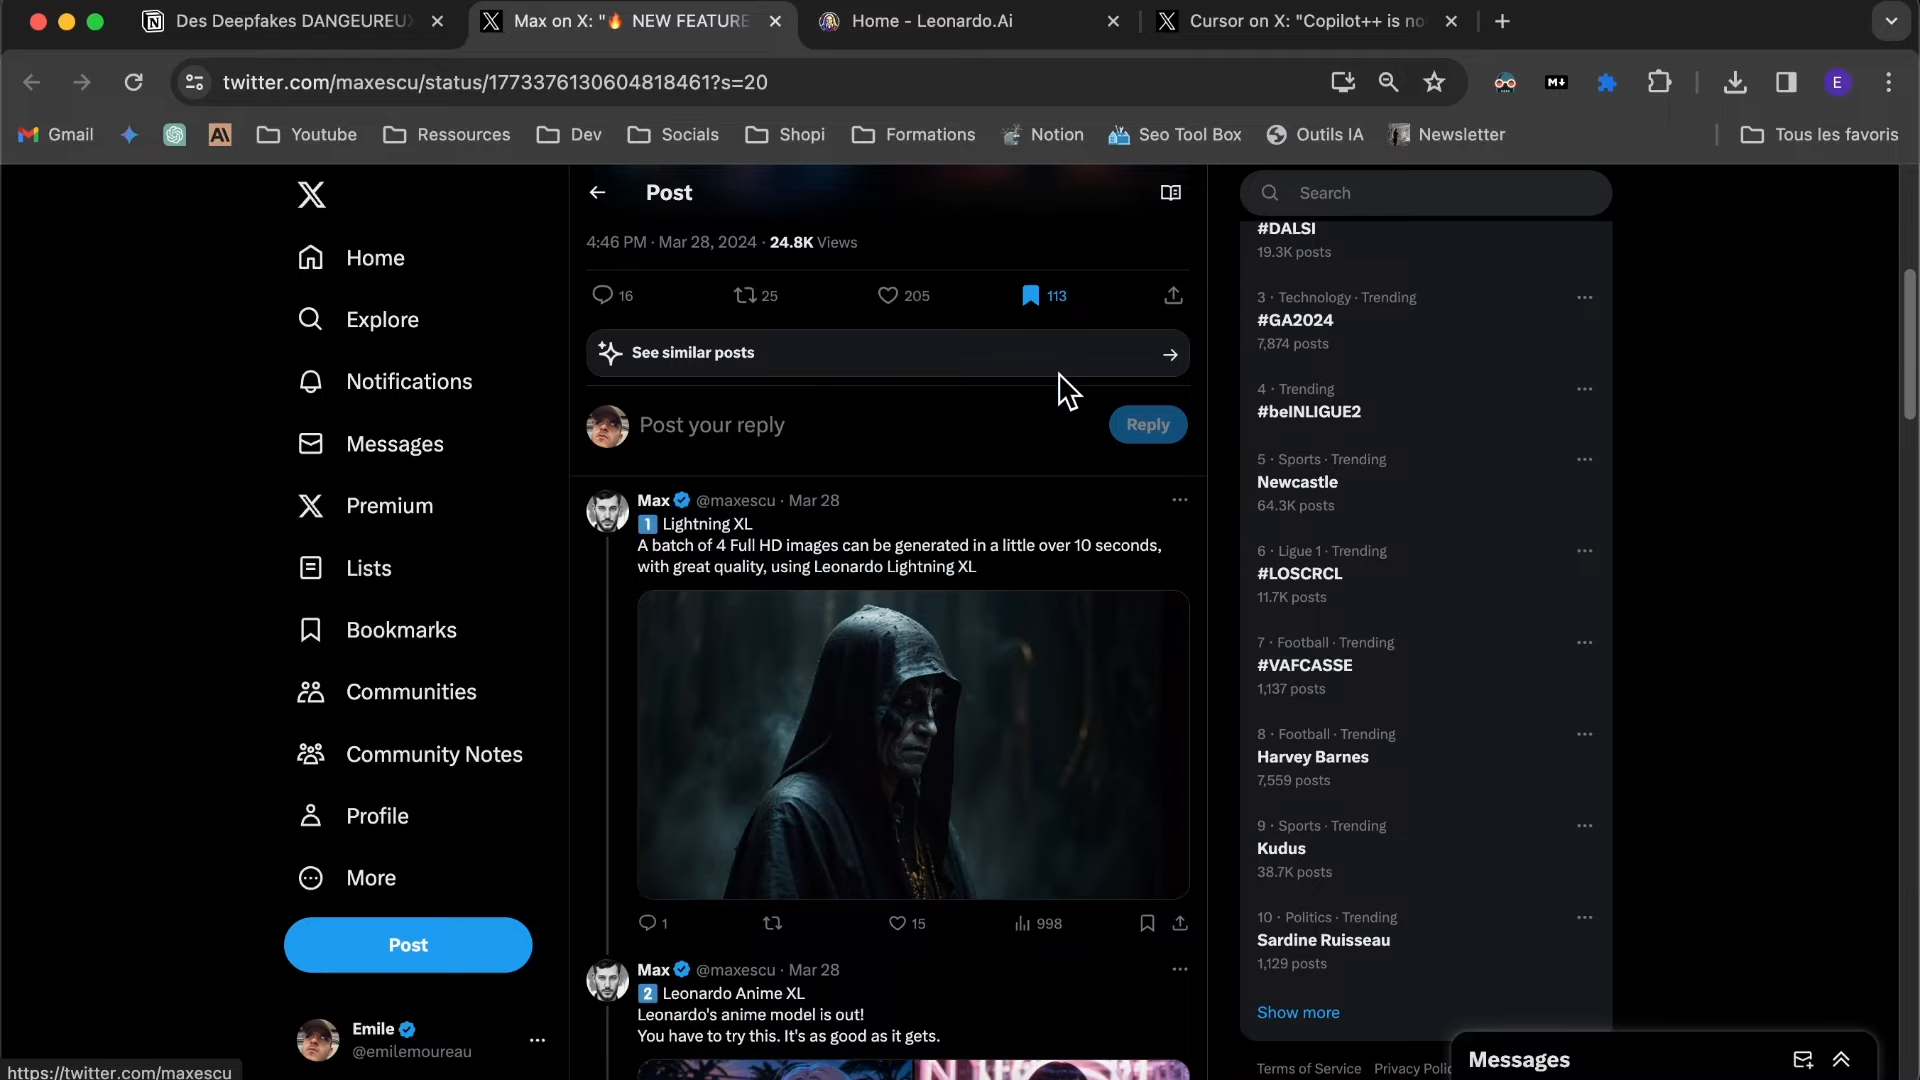 Des Deepfakes DANGEUREU
Max on X: "🔥 NEW FEATURE
Home - Leonardo.Ai
Cursor on X: "Copilot++ is no
twitter.com/maxescu/status/1773376130604818461?s=20
E
Gmail
Youtube
Ressources
Dev
Socials
Shopi
Formations
Notion
Seo Tool Box
Outils IA
Newsletter
Tous les favoris
Home
Explore
Notifications
Messages
Premium
Lists
Bookmarks
Communities
Community Notes
Profile
More
Post
Emile
@emilemoureau
https://twitter.com/maxescu
Post
4:46 PM · Mar 28, 2024 · 24.8K Views
16 25 205 113
See similar posts
Post your reply
Reply
Max @maxescu · Mar 28
1 Lightning XL
A batch of 4 Full HD images can be generated in a little over 10 seconds,
with great quality, using Leonardo Lightning XL
1 15 998
Max @maxescu · Mar 28
2 Leonardo Anime XL
Leonardo's anime model is out!
You have to try this. It's as good as it gets.
Search
#DALSI
19.3K posts
3 · Technology · Trending
#GA2024
7,874 posts
4 · Trending
#beINLIGUE2
5 · Sports · Trending
Newcastle
64.3K posts
6 · Ligue 1 · Trending
#LOSCRCL
11.7K posts
7 · Football · Trending
#VAFCASSE
1,137 posts
8 · Football · Trending
Harvey Barnes
7,559 posts
9 · Sports · Trending
Kudus
38.7K posts
10 · Politics · Trending
Sardine Ruisseau
1,129 posts
Show more
Terms of Service Privacy Polic
Messages